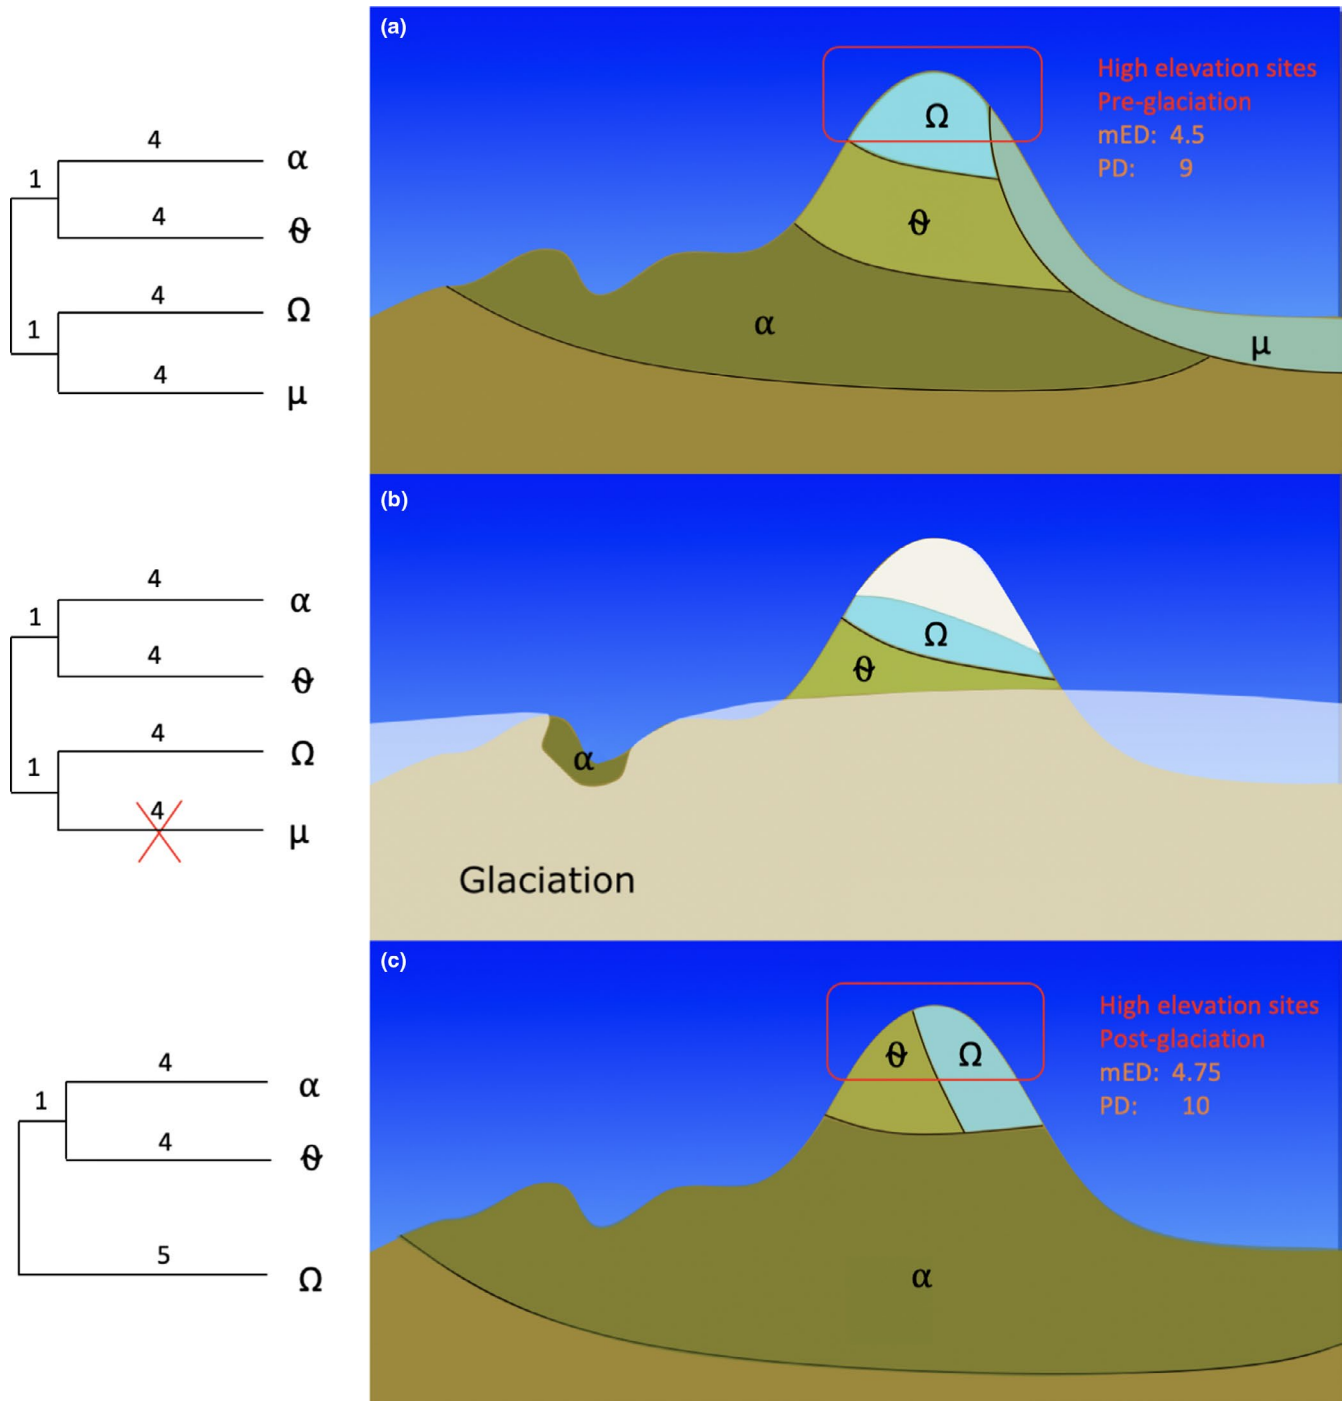 (a)
High elevation sites
Pre-glaciation
mED: 4.5
PD: 9
Ω
ϑ
α
μ
4
α
1
4
ϑ
4
Ω
1
4
μ
(b)
Ω
ϑ
α
Glaciation
4
α
1
4
ϑ
4
Ω
1
4
μ
(c)
High elevation sites
Post-glaciation
mED: 4.75
PD: 10
ϑ Ω
α
4
α
1
4
ϑ
5
Ω